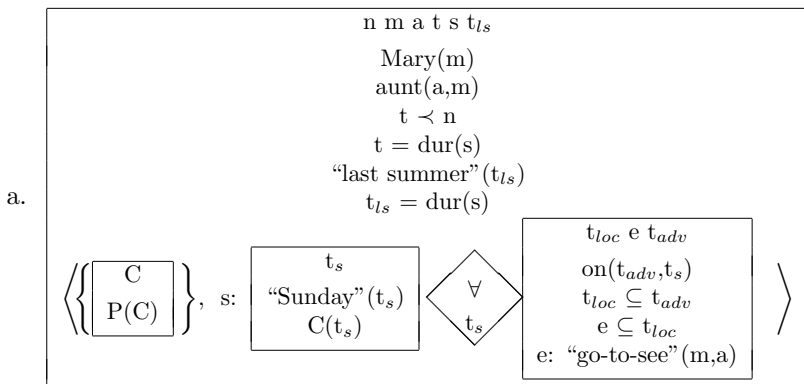 a.
n m a t s t_ls
Mary(m)
aunt(a,m)
t ≺ n
t = dur(s)
“last summer”(t_ls)
t_ls = dur(s)
⟨{
C
P(C)
}, s:
t_s
“Sunday”(t_s)
C(t_s)
∀
t_s
t_loc e t_adv
on(t_adv,t_s)
t_loc ⊆ t_adv
e ⊆ t_loc
e: “go-to-see”(m,a)
⟩